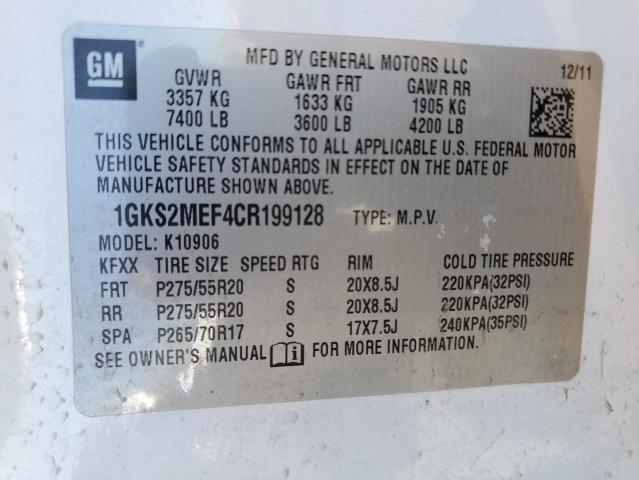 GM
MFD BY GENERAL MOTORS LLC 12/11
GVWR GAWR FRT GAWR RR
3357 KG 1633 KG 1905 KG
7400 LB 3600 LB 4200 LB
THIS VEHICLE CONFORMS TO ALL APPLICABLE U.S. FEDERAL MOTOR
VEHICLE SAFETY STANDARDS IN EFFECT ON THE DATE OF
MANUFACTURE SHOWN ABOVE.
1GKS2MEF4CR199128 TYPE: M.P.V.
MODEL: K10906
KFXX TIRE SIZE SPEED RTG RIM COLD TIRE PRESSURE
FRT P275/55R20 S 20X8.5J 220KPA(32PSI)
RR P275/55R20 S 20X8.5J 220KPA(32PSI)
SPA P265/70R17 S 17X7.5J 240KPA(35PSI)
SEE OWNER'S MANUAL FOR MORE INFORMATION